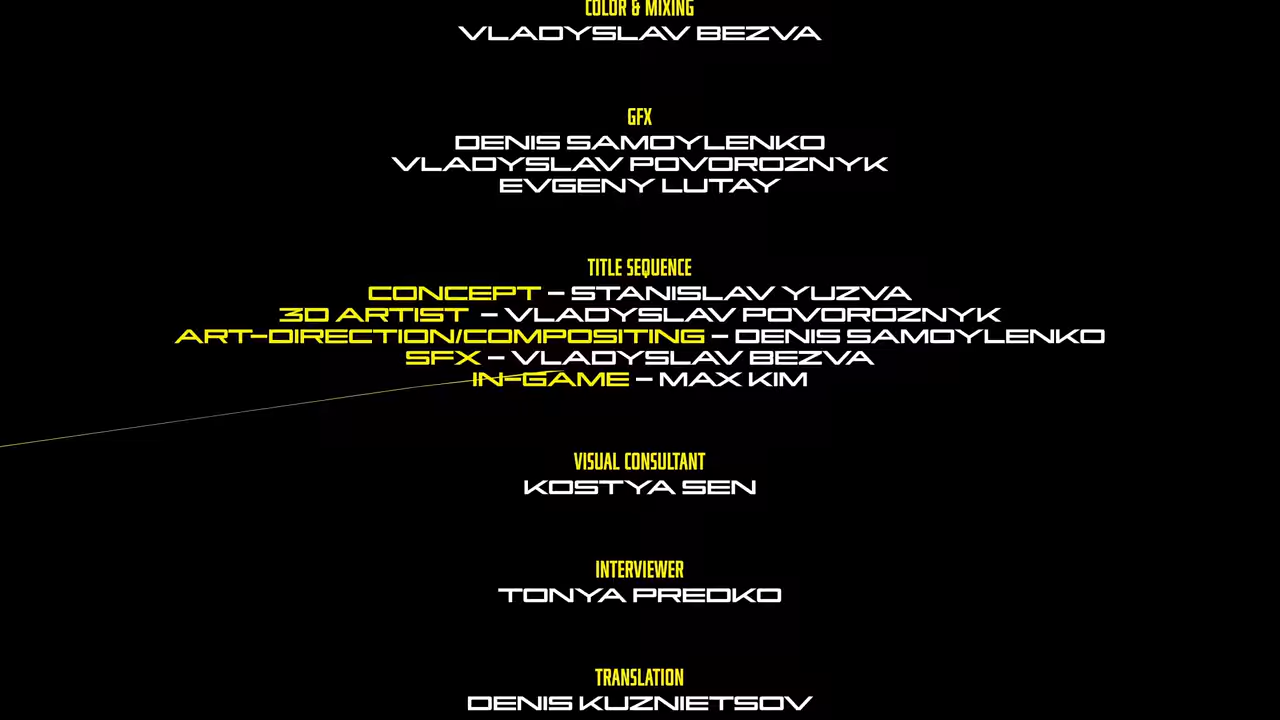 COLOR & MIXING
VLADYSLAV BEZVA
GFX
DENIS SAMOYLENKO
VLADYSLAV POVOROZNYK
EVGENY LUTAY
TITLE SEQUENCE
CONCEPT – STANISLAV YUZVA
3D ARTIST – VLADYSLAV POVOROZNYK
ART-DIRECTION/COMPOSITING – DENIS SAMOYLENKO
SFX – VLADYSLAV BEZVA
IN-GAME – MAX KIM
VISUAL CONSULTANT
KOSTYA SEN
INTERVIEWER
TONYA PREDKO
TRANSLATION
DENIS KUZNIETSOV